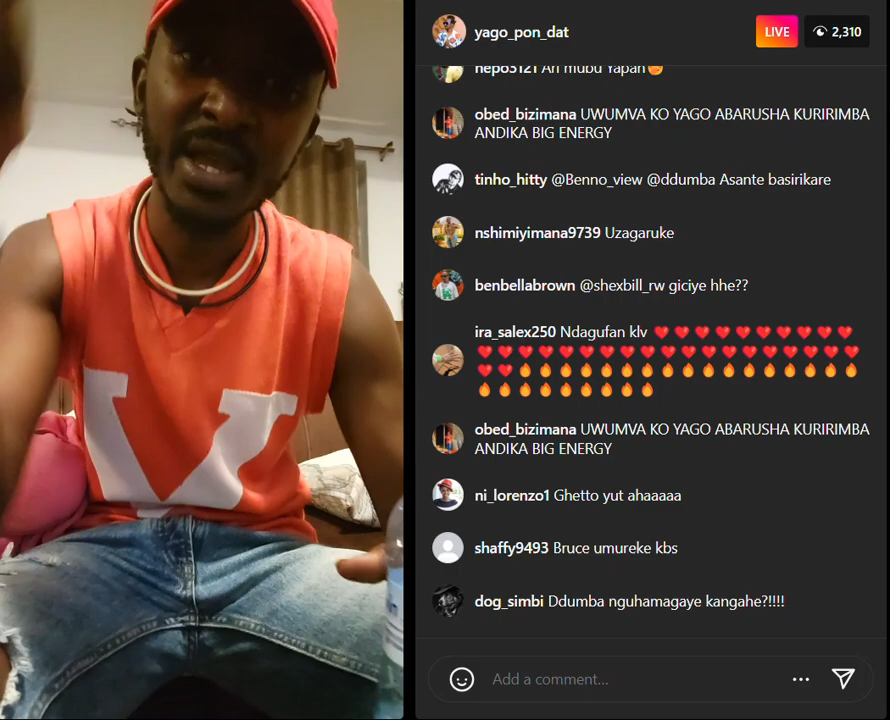 yago_pon_dat
LIVE
2,310
nepo3121 Ari mubu Yapan
obed_bizimana UWUMVA KO YAGO ABARUSHA KURIRIMBA
ANDIKA BIG ENERGY
tinho_hitty @Benno_view @ddumba Asante basirikare
nshimiyimana9739 Uzagaruke
benbellabrown @shexbill_rw giciye hhe??
ira_salex250 Ndagufan klv ❤️❤️❤️❤️❤️❤️❤️❤️❤️❤️
❤️❤️❤️❤️❤️❤️❤️❤️❤️❤️❤️❤️❤️❤️❤️❤️❤️❤️❤️
❤️❤️🔥🔥🔥🔥🔥🔥🔥🔥🔥🔥🔥🔥🔥🔥🔥🔥🔥
🔥🔥🔥🔥🔥🔥🔥🔥🔥
obed_bizimana UWUMVA KO YAGO ABARUSHA KURIRIMBA
ANDIKA BIG ENERGY
ni_lorenzo1 Ghetto yut ahaaaaa
shaffy9493 Bruce umureke kbs
dog_simbi Ddumba nguhamagaye kangahe?!!!!
Add a comment...